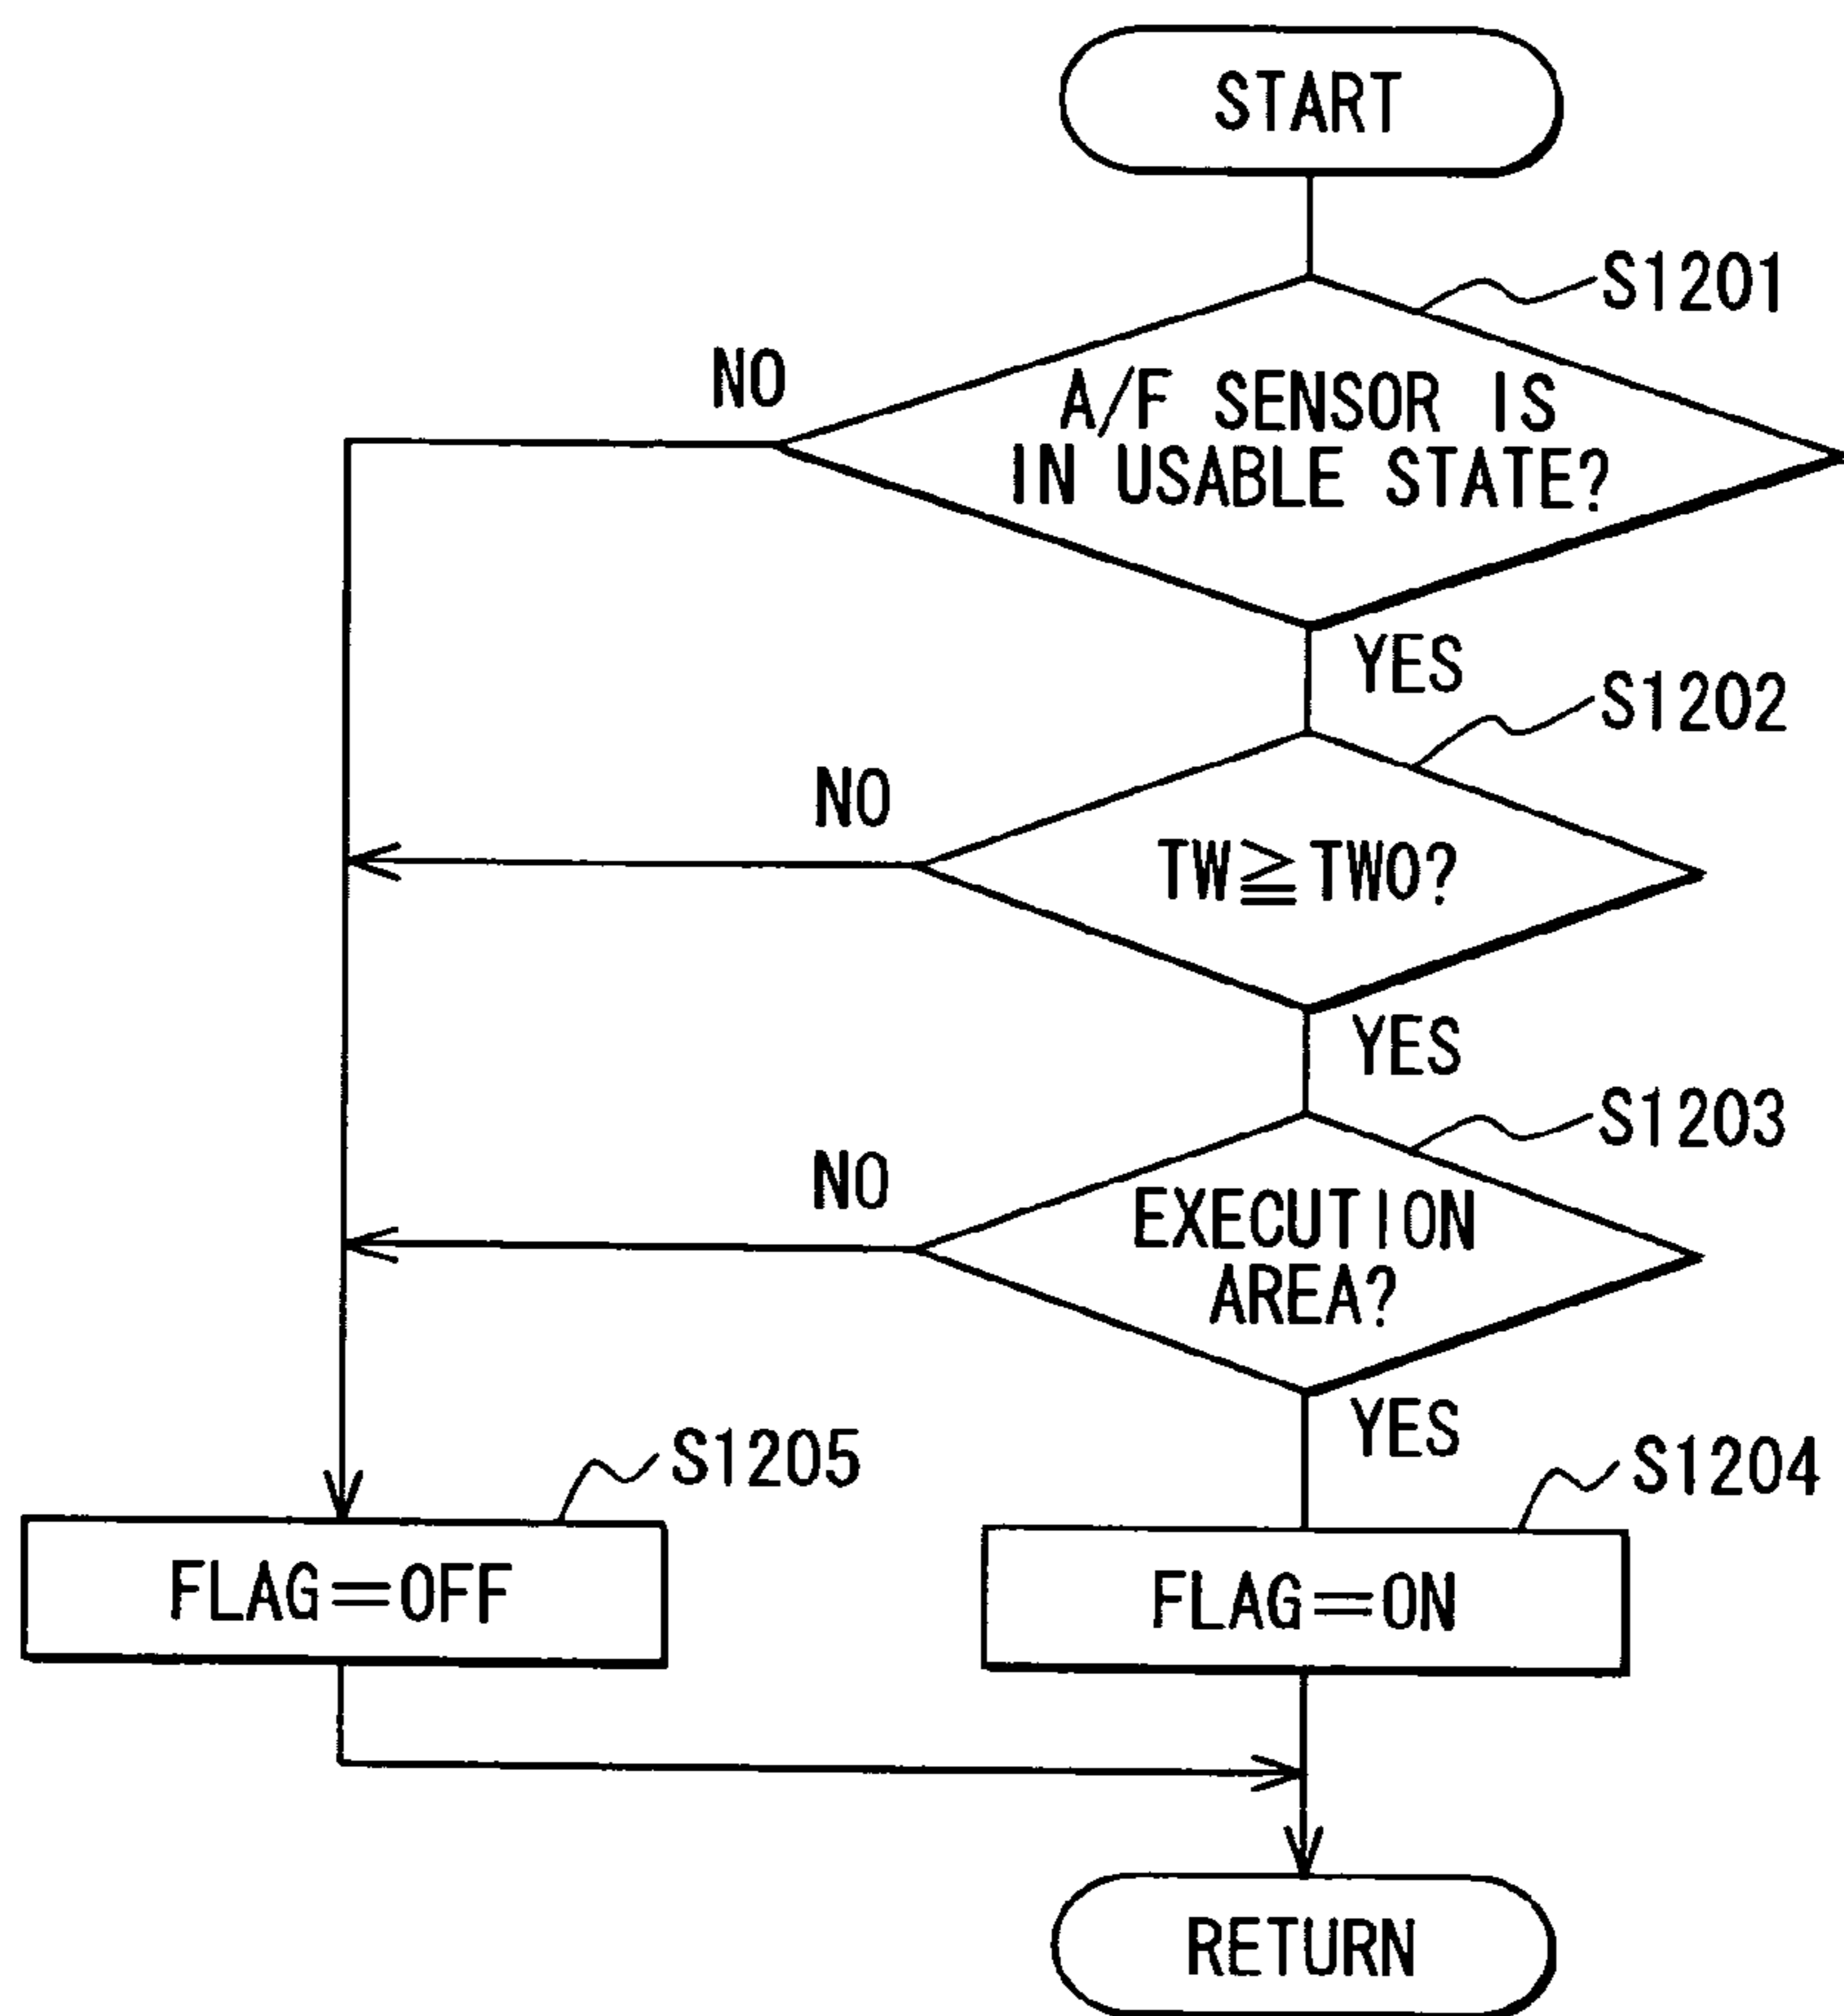 START
S1201
NO
A/F SENSOR IS
IN USABLE STATE?
YES
S1202
NO
TW≧TWO?
YES
S1203
NO
EXECUTION
AREA?
YES
S1205
S1204
FLAG=OFF
FLAG=ON
RETURN